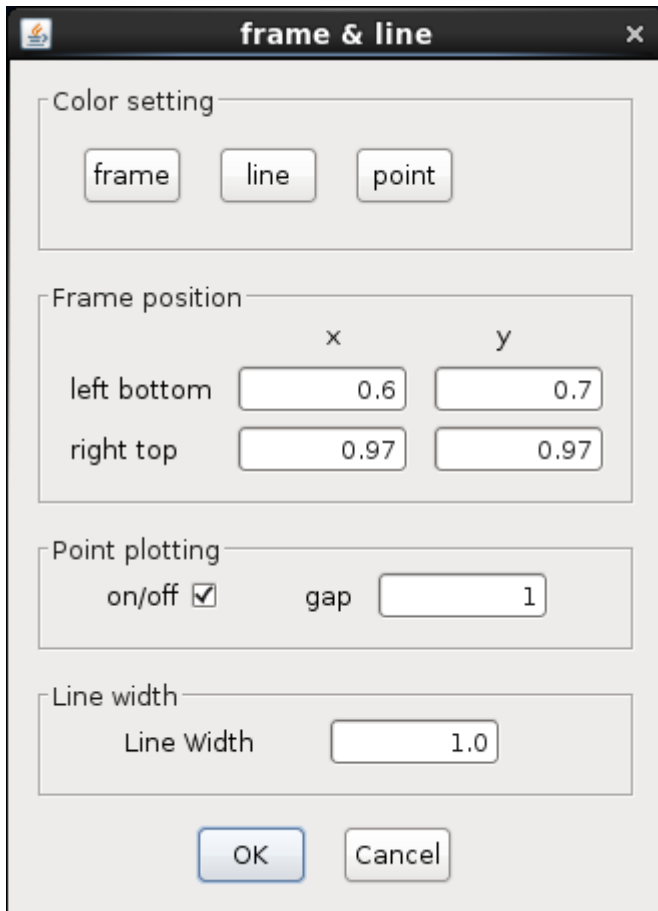 frame & line
Color setting
frame line point
Frame position
x y
left bottom 0.6 0.7
right top 0.97 0.97
Point plotting
on/off gap 1
Line width
Line Width 1.0
OK Cancel